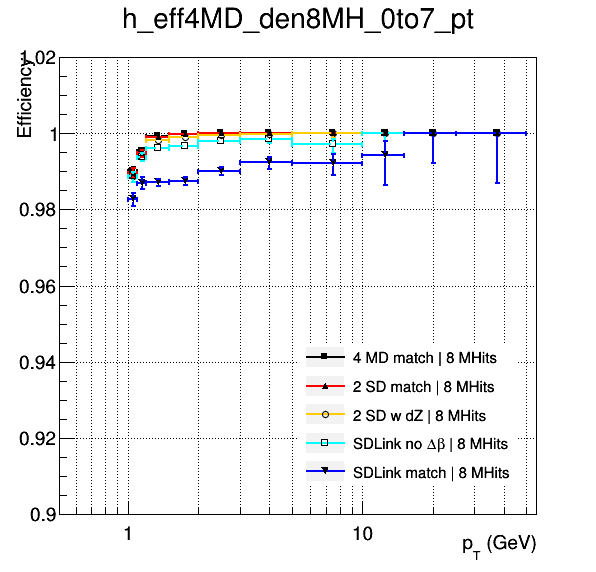 h_eff4MD_den8MH_0to7_pt
Efficiency
1.02
1
0.98
0.96
0.94
0.92
0.9
4 MD match | 8 MHits
2 SD match | 8 MHits
2 SD w dZ | 8 MHits
SDLink no Δβ | 8 MHits
SDLink match | 8 MHits
1
10
p_T (GeV)